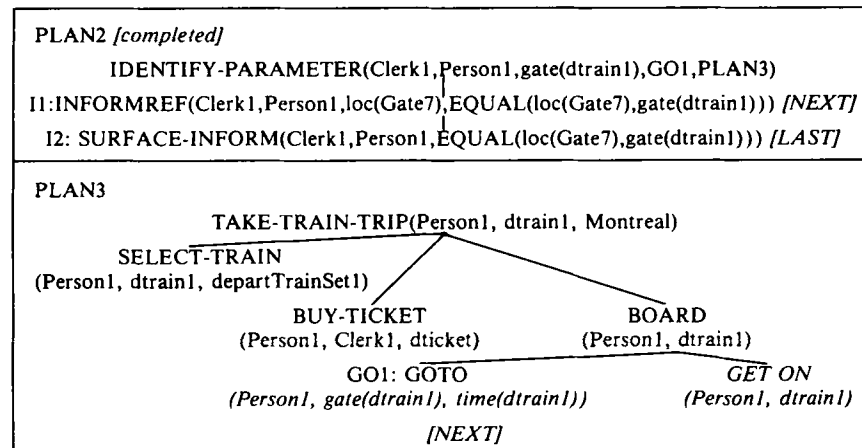 PLAN2 [completed]
IDENTIFY-PARAMETER(Clerk1,Person1,gate(dtrain1),GO1,PLAN3)
I1:INFORMREF(Clerk1,Person1,loc(Gate7),EQUAL(loc(Gate7),gate(dtrain1))) [NEXT]
I2: SURFACE-INFORM(Clerk1,Person1,EQUAL(loc(Gate7),gate(dtrain1))) [LAST]
PLAN3
TAKE-TRAIN-TRIP(Person1, dtrain1, Montreal)
SELECT-TRAIN
(Person1, dtrain1, departTrainSet1)
BUY-TICKET BOARD
(Person1, Clerk1, dticket) (Person1, dtrain1)
GO1: GOTO GET ON
(Person1, gate(dtrain1), time(dtrain1)) (Person1, dtrain1)
[NEXT]